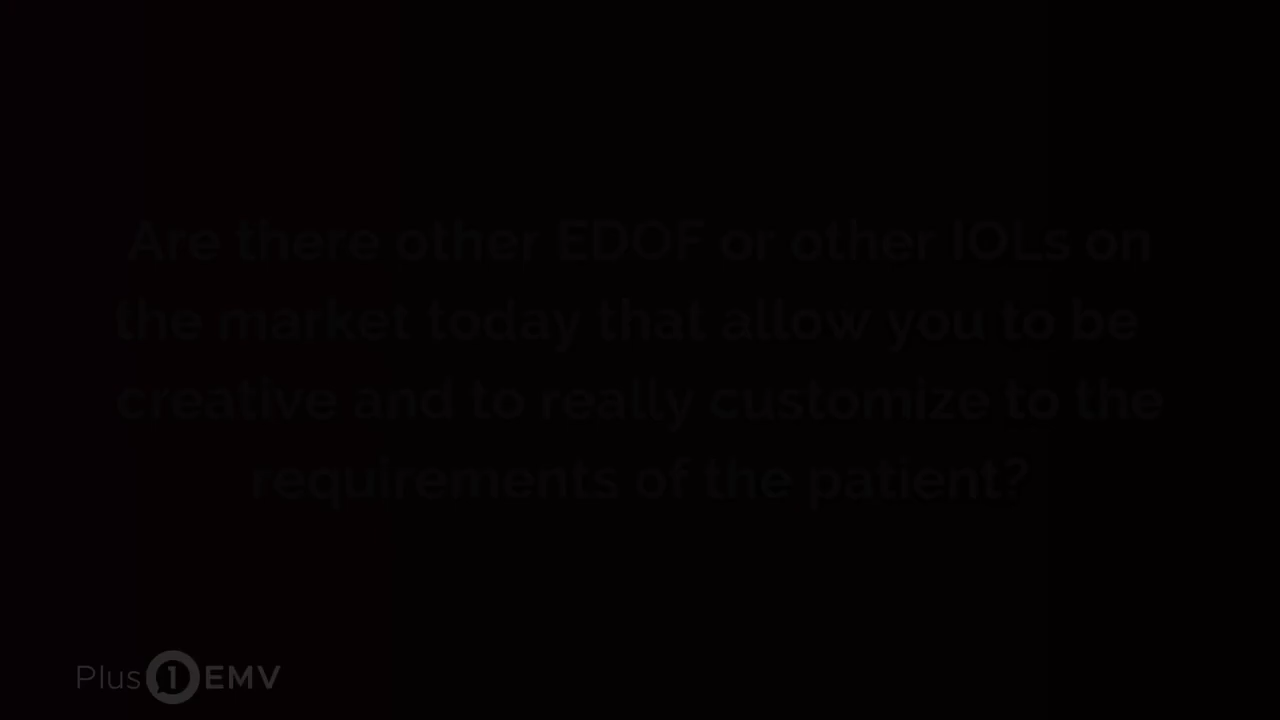 Are there other EDOF or other IOLs on
the market today that allow you to be
creative and to really customize to the
requirements of the patient?
Plus 1 EMV